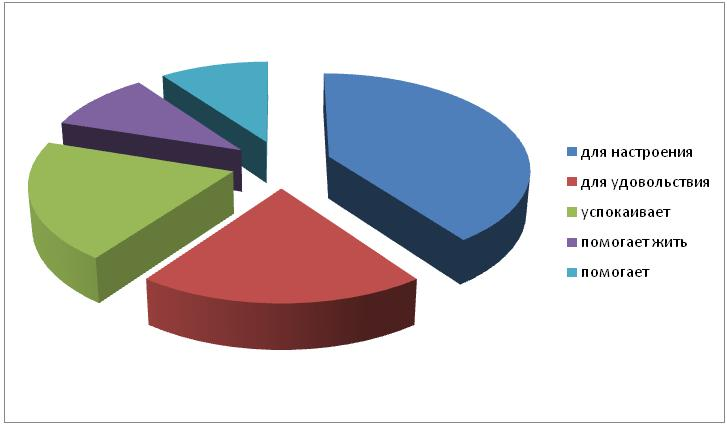 для настроения
для удовольствия
успокаивает
помогает жить
помогает